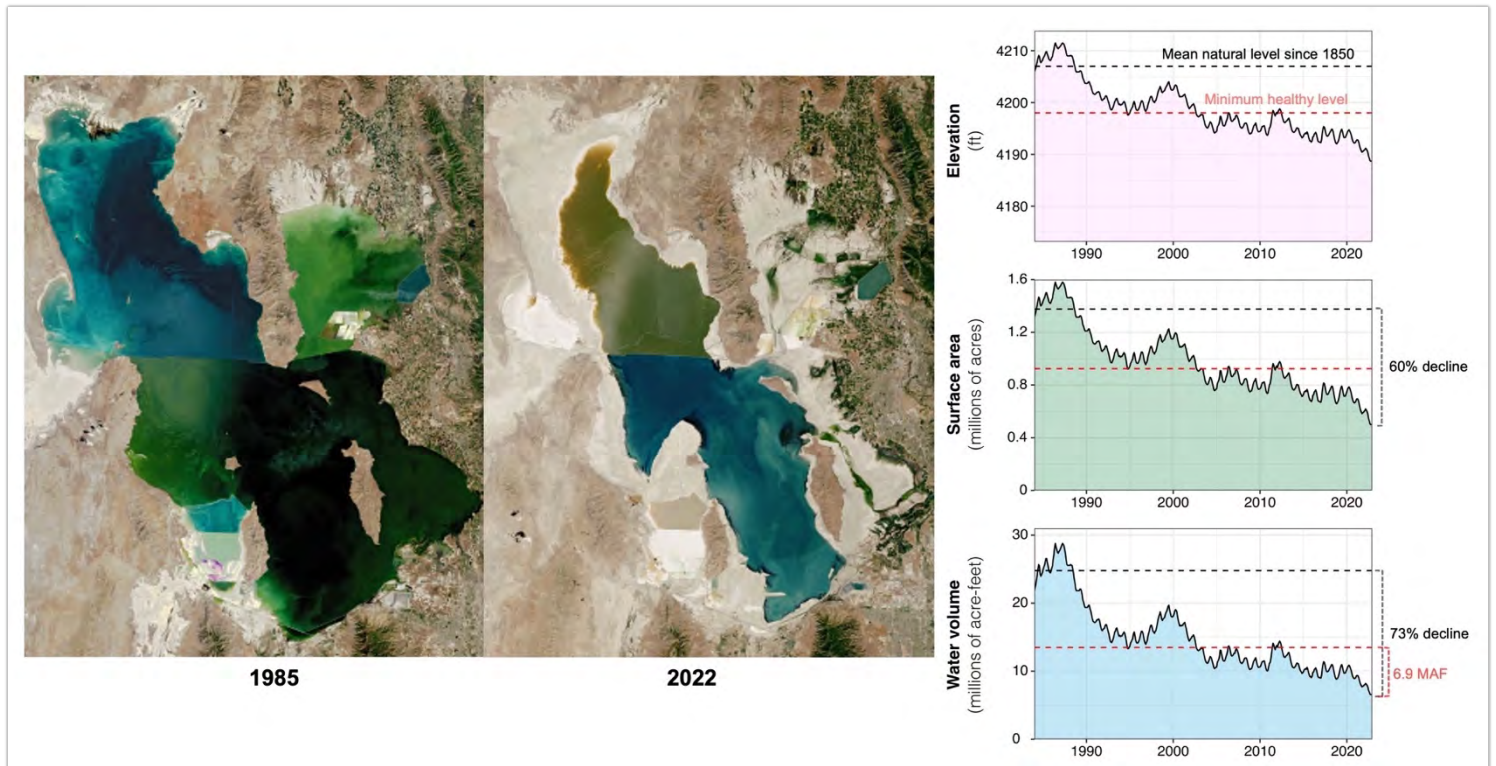 1985
2022
Elevation
(ft)
4210
4200
4190
4180
Mean natural level since 1850
Minimum healthy level
1990
2000
2010
2020
Surface area
(millions of acres)
1.6
1.2
0.8
0.4
0
60% decline
1990
2000
2010
2020
Water volume
(millions of acre-feet)
30
20
10
0
73% decline
6.9 MAF
1990
2000
2010
2020